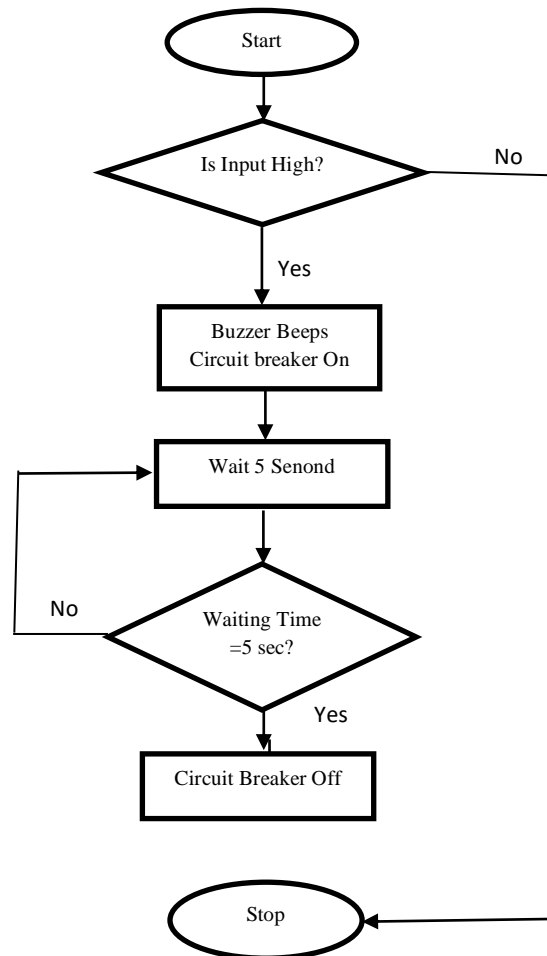 Start
Is Input High?
No
Yes
Buzzer Beeps
Circuit breaker On
Wait 5 Senond
No
Waiting Time
=5 sec?
Yes
Circuit Breaker Off
Stop